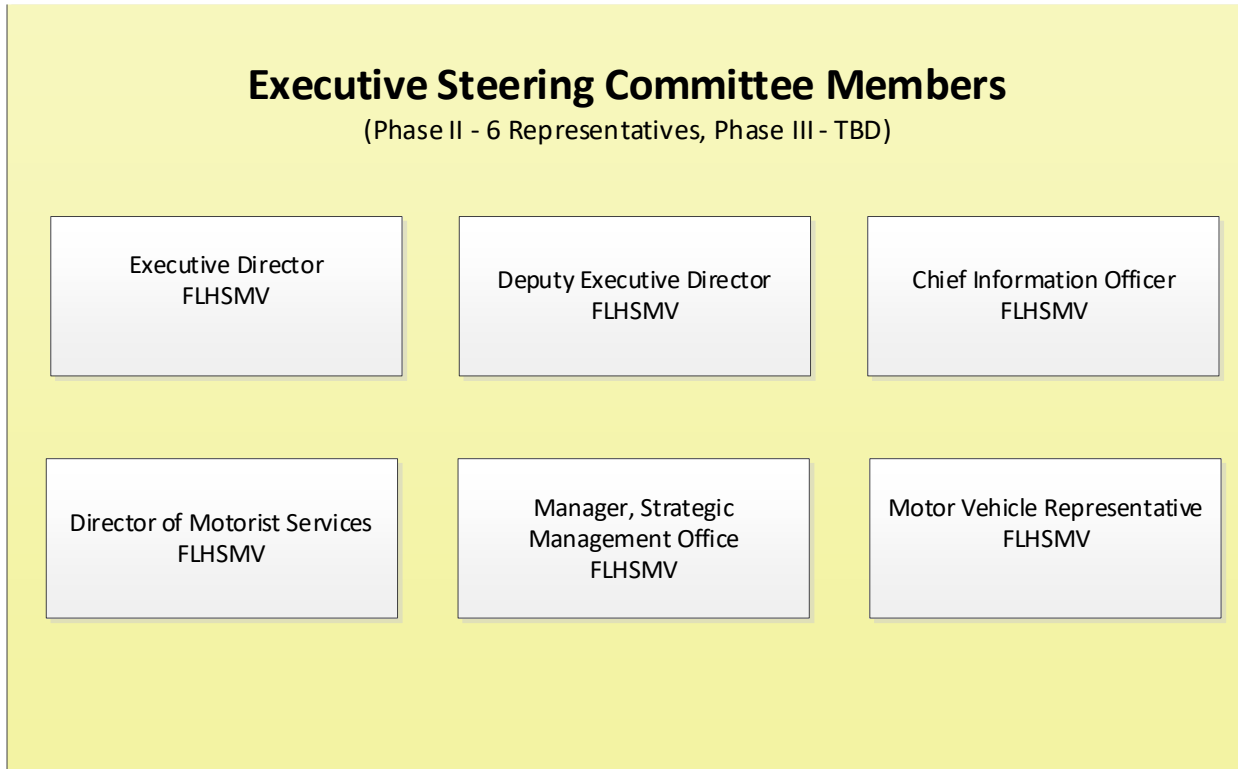 Executive Steering Committee Members
(Phase II - 6 Representatives, Phase III - TBD)
Executive Director
FLHSMV
Deputy Executive Director
FLHSMV
Chief Information Officer
FLHSMV
Director of Motorist Services
FLHSMV
Manager, Strategic
Management Office
FLHSMV
Motor Vehicle Representative
FLHSMV